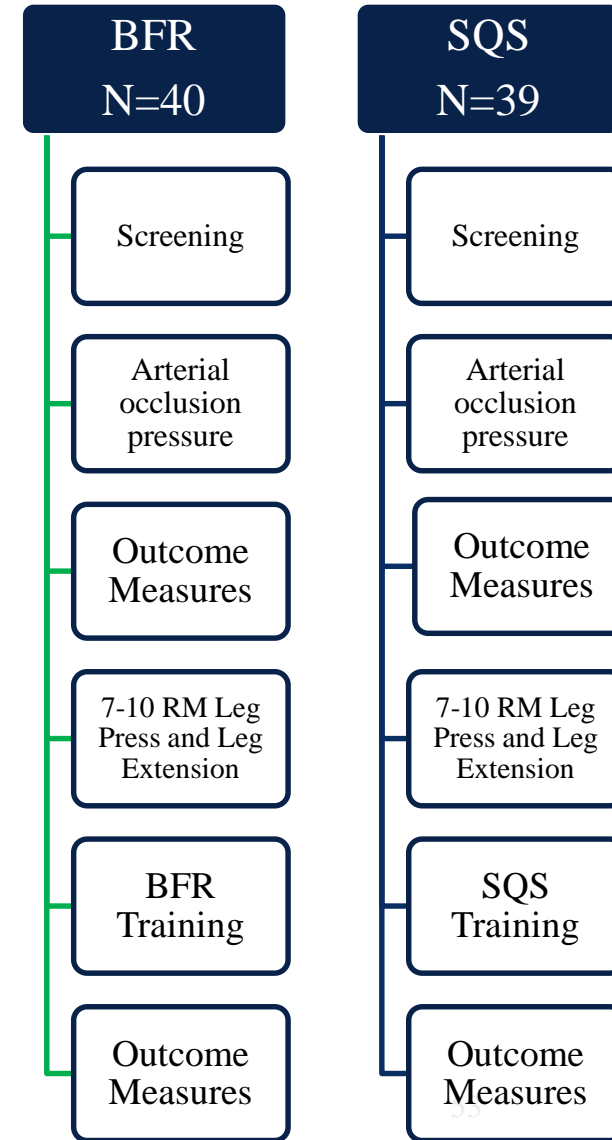 BFR
N=40
Screening
Arterial
occlusion
pressure
Outcome
Measures
7-10 RM Leg
Press and Leg
Extension
BFR
Training
Outcome
Measures
SQS
N=39
Screening
Arterial
occlusion
pressure
Outcome
Measures
7-10 RM Leg
Press and Leg
Extension
SQS
Training
Outcome
Measures